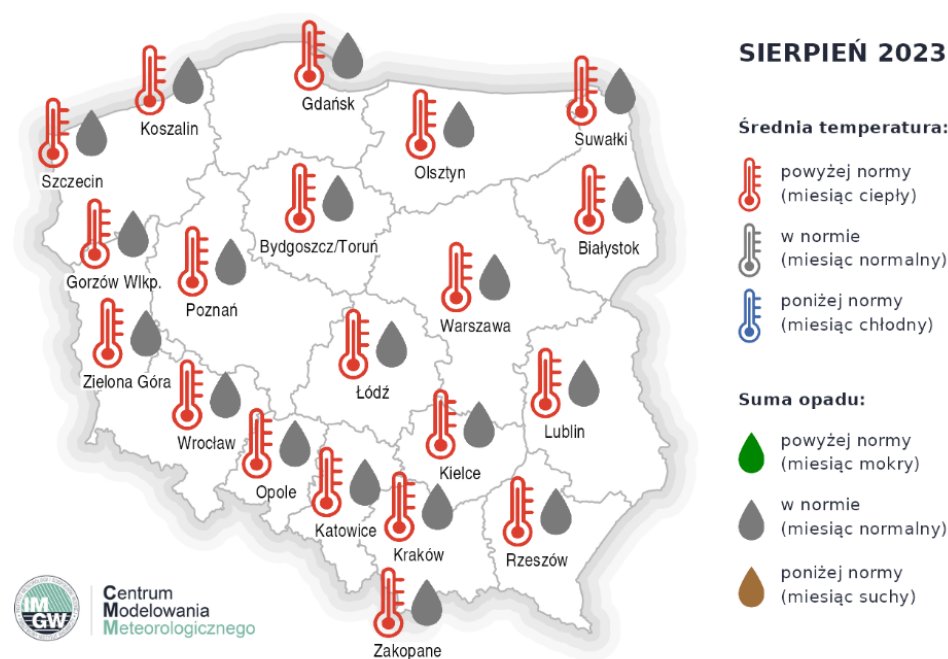 SIERPIEŃ 2023
Średnia temperatura:
powyżej normy
(miesiąc ciepły)
w normie
(miesiąc normalny)
poniżej normy
(miesiąc chłodny)
Suma opadu:
powyżej normy
(miesiąc mokry)
w normie
(miesiąc normalny)
poniżej normy
(miesiąc suchy)
Gdańsk
Koszalin
Suwałki
Olsztyn
Szczecin
Bydgoszcz/Toruń
Białystok
Gorzów Wlkp.
Poznań
Warszawa
Zielona Góra
Łódź
Wrocław
Lublin
Kielce
Opole
Katowice
Kraków
Rzeszów
Zakopane
IM
GW
Centrum
Modelowania
Meteorologicznego